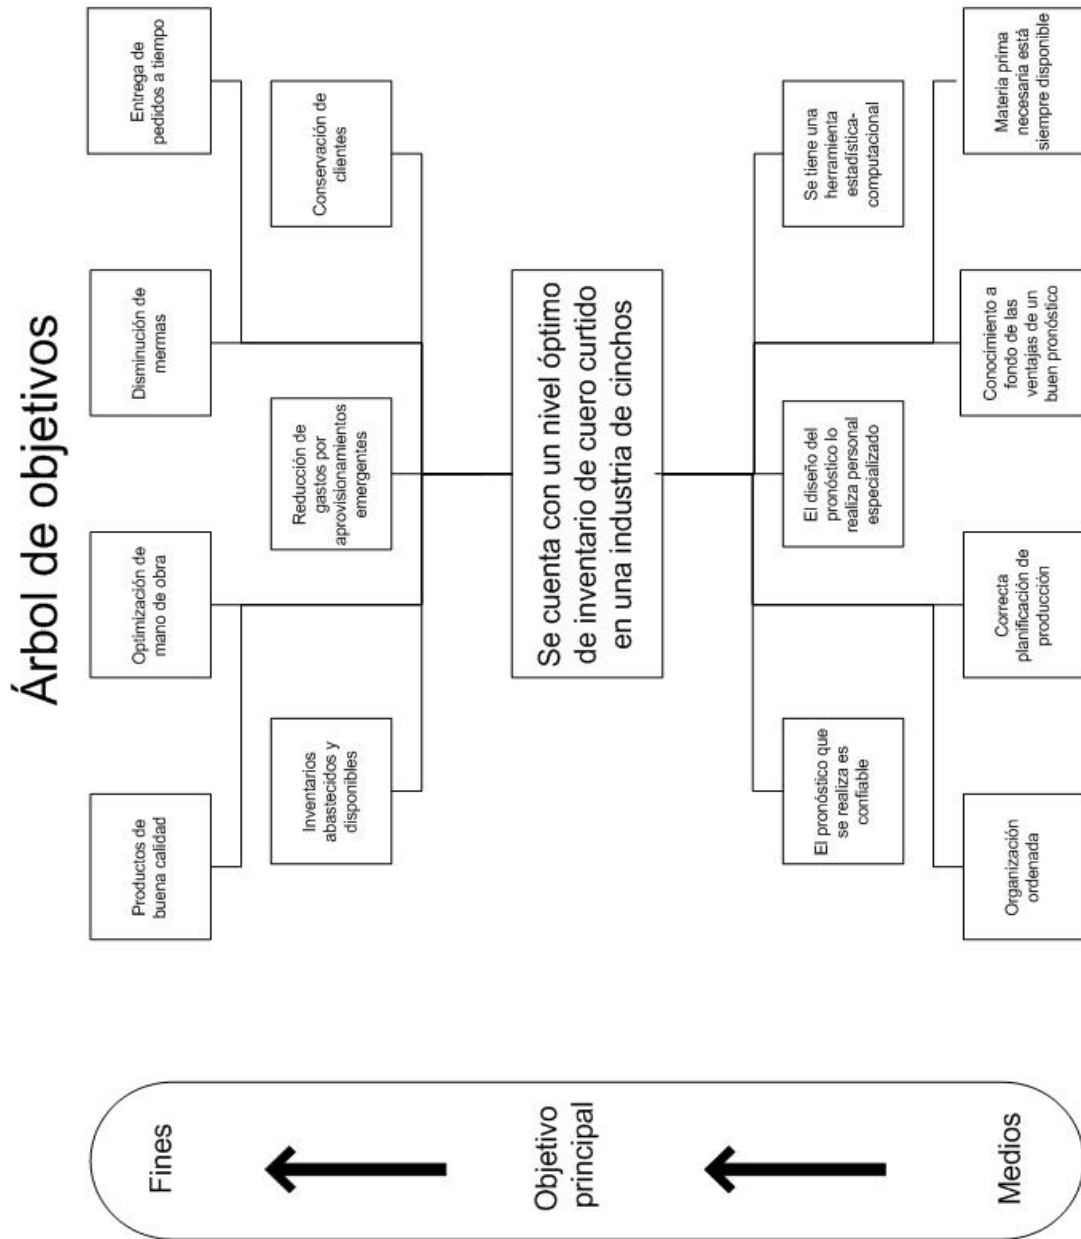 Árbol de objetivos
Fines
Objetivo
principal
Medios
Productos de
buena calidad
Optimización de
mano de obra
Disminución de
mermas
Entrega de
pedidos a tiempo
Inventarios
abastecidos y
disponibles
Reducción de
gastos por
aprovisionamientos
emergentes
Conservación de
clientes
Se cuenta con un nivel óptimo
de inventario de cuero curtido
en una industria de cinchos
El pronóstico que
se realiza es
confiable
El diseño del
pronóstico lo
realiza personal
especializado
Se tiene una
herramienta
estadística-
computacional
Organización
ordenada
Correcta
planificación de
producción
Conocimiento a
fondo de las
ventajas de un
buen pronóstico
Materia prima
necesaria está
siempre disponible